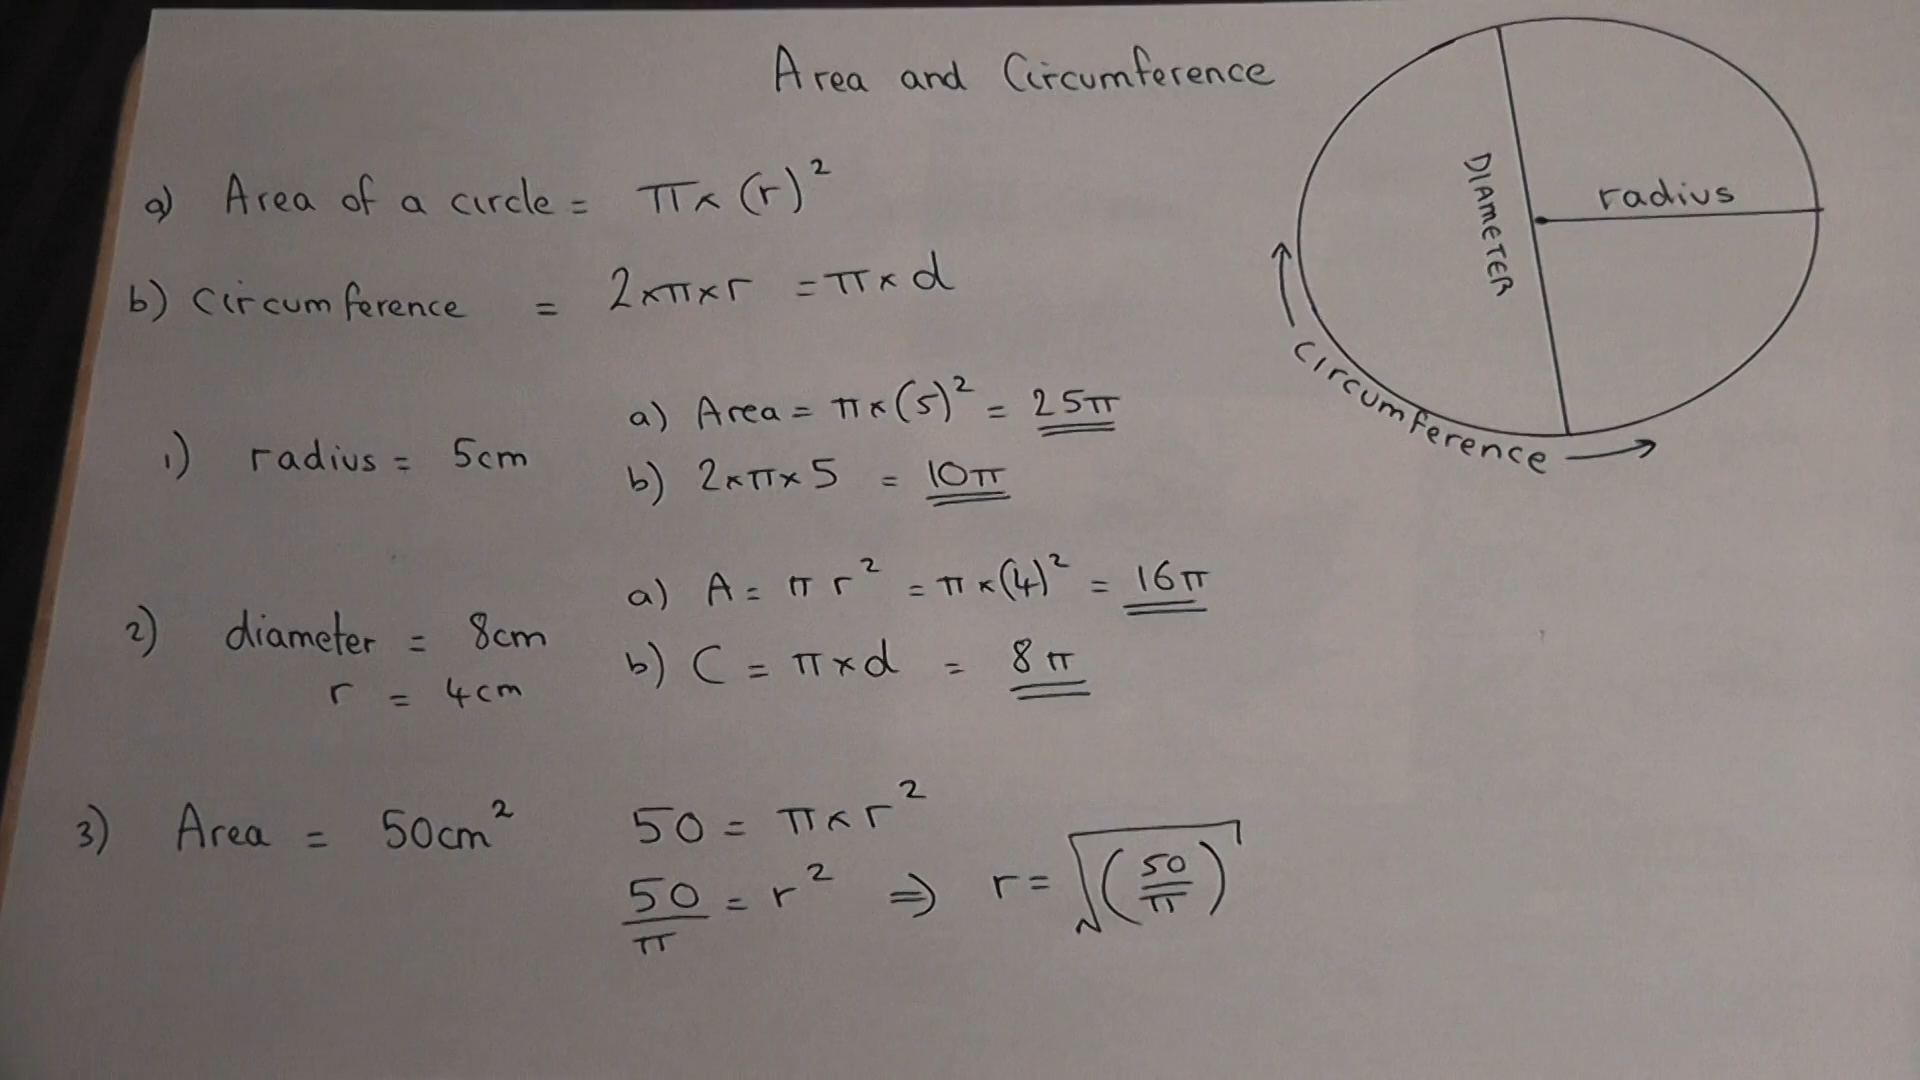 Area and Circumference
a) Area of a circle = π × (r)²
b) circumference = 2×π×r = π × d
DIAMETER
radius
circumference
1) radius = 5cm
a) Area = π × (5)² = 25π
b) 2×π×5 = 10π
2) diameter = 8cm
r = 4cm
a) A = π r² = π × (4)² = 16π
b) C = π × d = 8π
3) Area = 50cm²
50 = π × r²
50/π = r² ⇒ r = √(50/π)